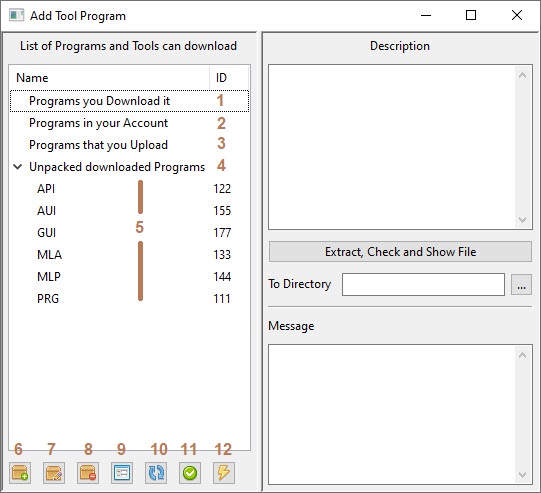 Add Tool Program
List of Programs and Tools can download
Name ID
Programs you Download it 1
Programs in your Account 2
Programs that you Upload 3
Unpacked downloaded Programs 4
API 122
AUI 155
GUI 5 177
MLA 133
MLP 144
PRG 111
6 7 8 9 10 11 12
Description
Extract, Check and Show File
To Directory ...
Message